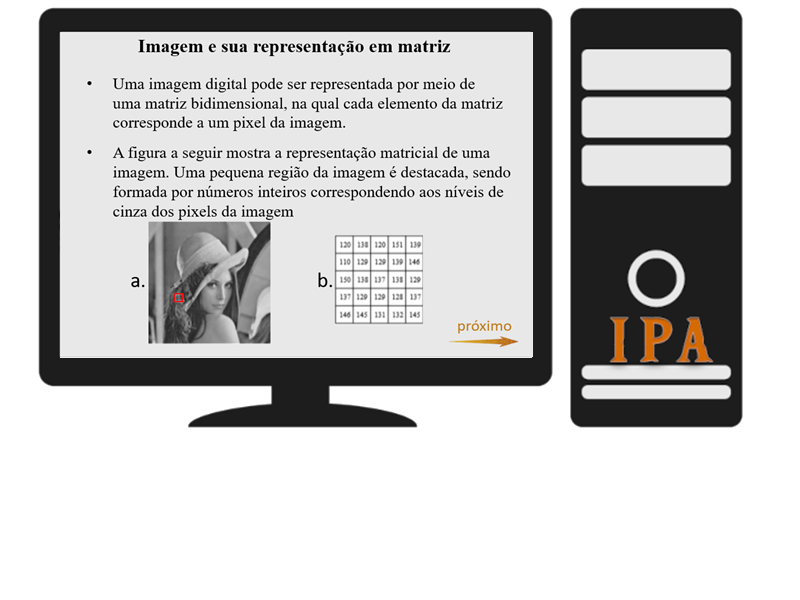 Imagem e sua representação em matriz
• Uma imagem digital pode ser representada por meio de
uma matriz bidimensional, na qual cada elemento da matriz
corresponde a um pixel da imagem.
• A figura a seguir mostra a representação matricial de uma
imagem. Uma pequena região da imagem é destacada, sendo
formada por números inteiros correspondendo aos níveis de
cinza dos pixels da imagem
a.
b.
120 138 120 151 139
110 129 129 139 146
150 138 137 138 129
137 129 129 128 137
146 145 131 132 145
próximo
IPA